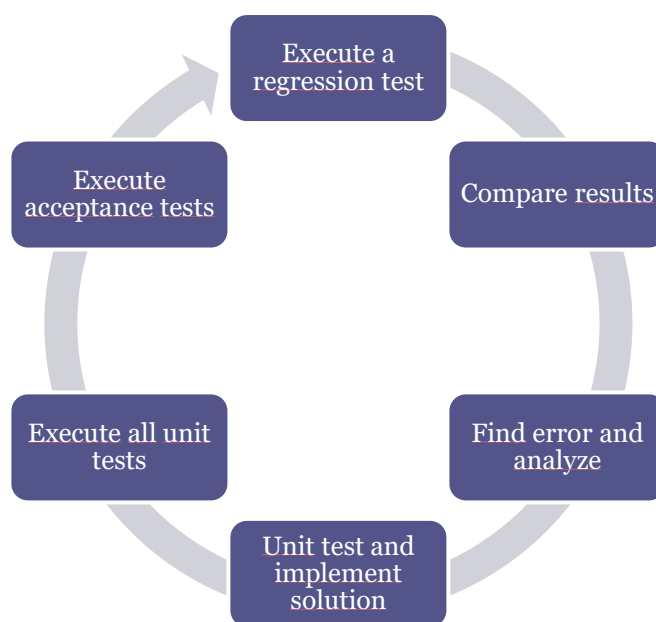 Execute a
regression test
Compare results
Find error and
analyze
Unit test and
implement
solution
Execute all unit
tests
Execute
acceptance tests